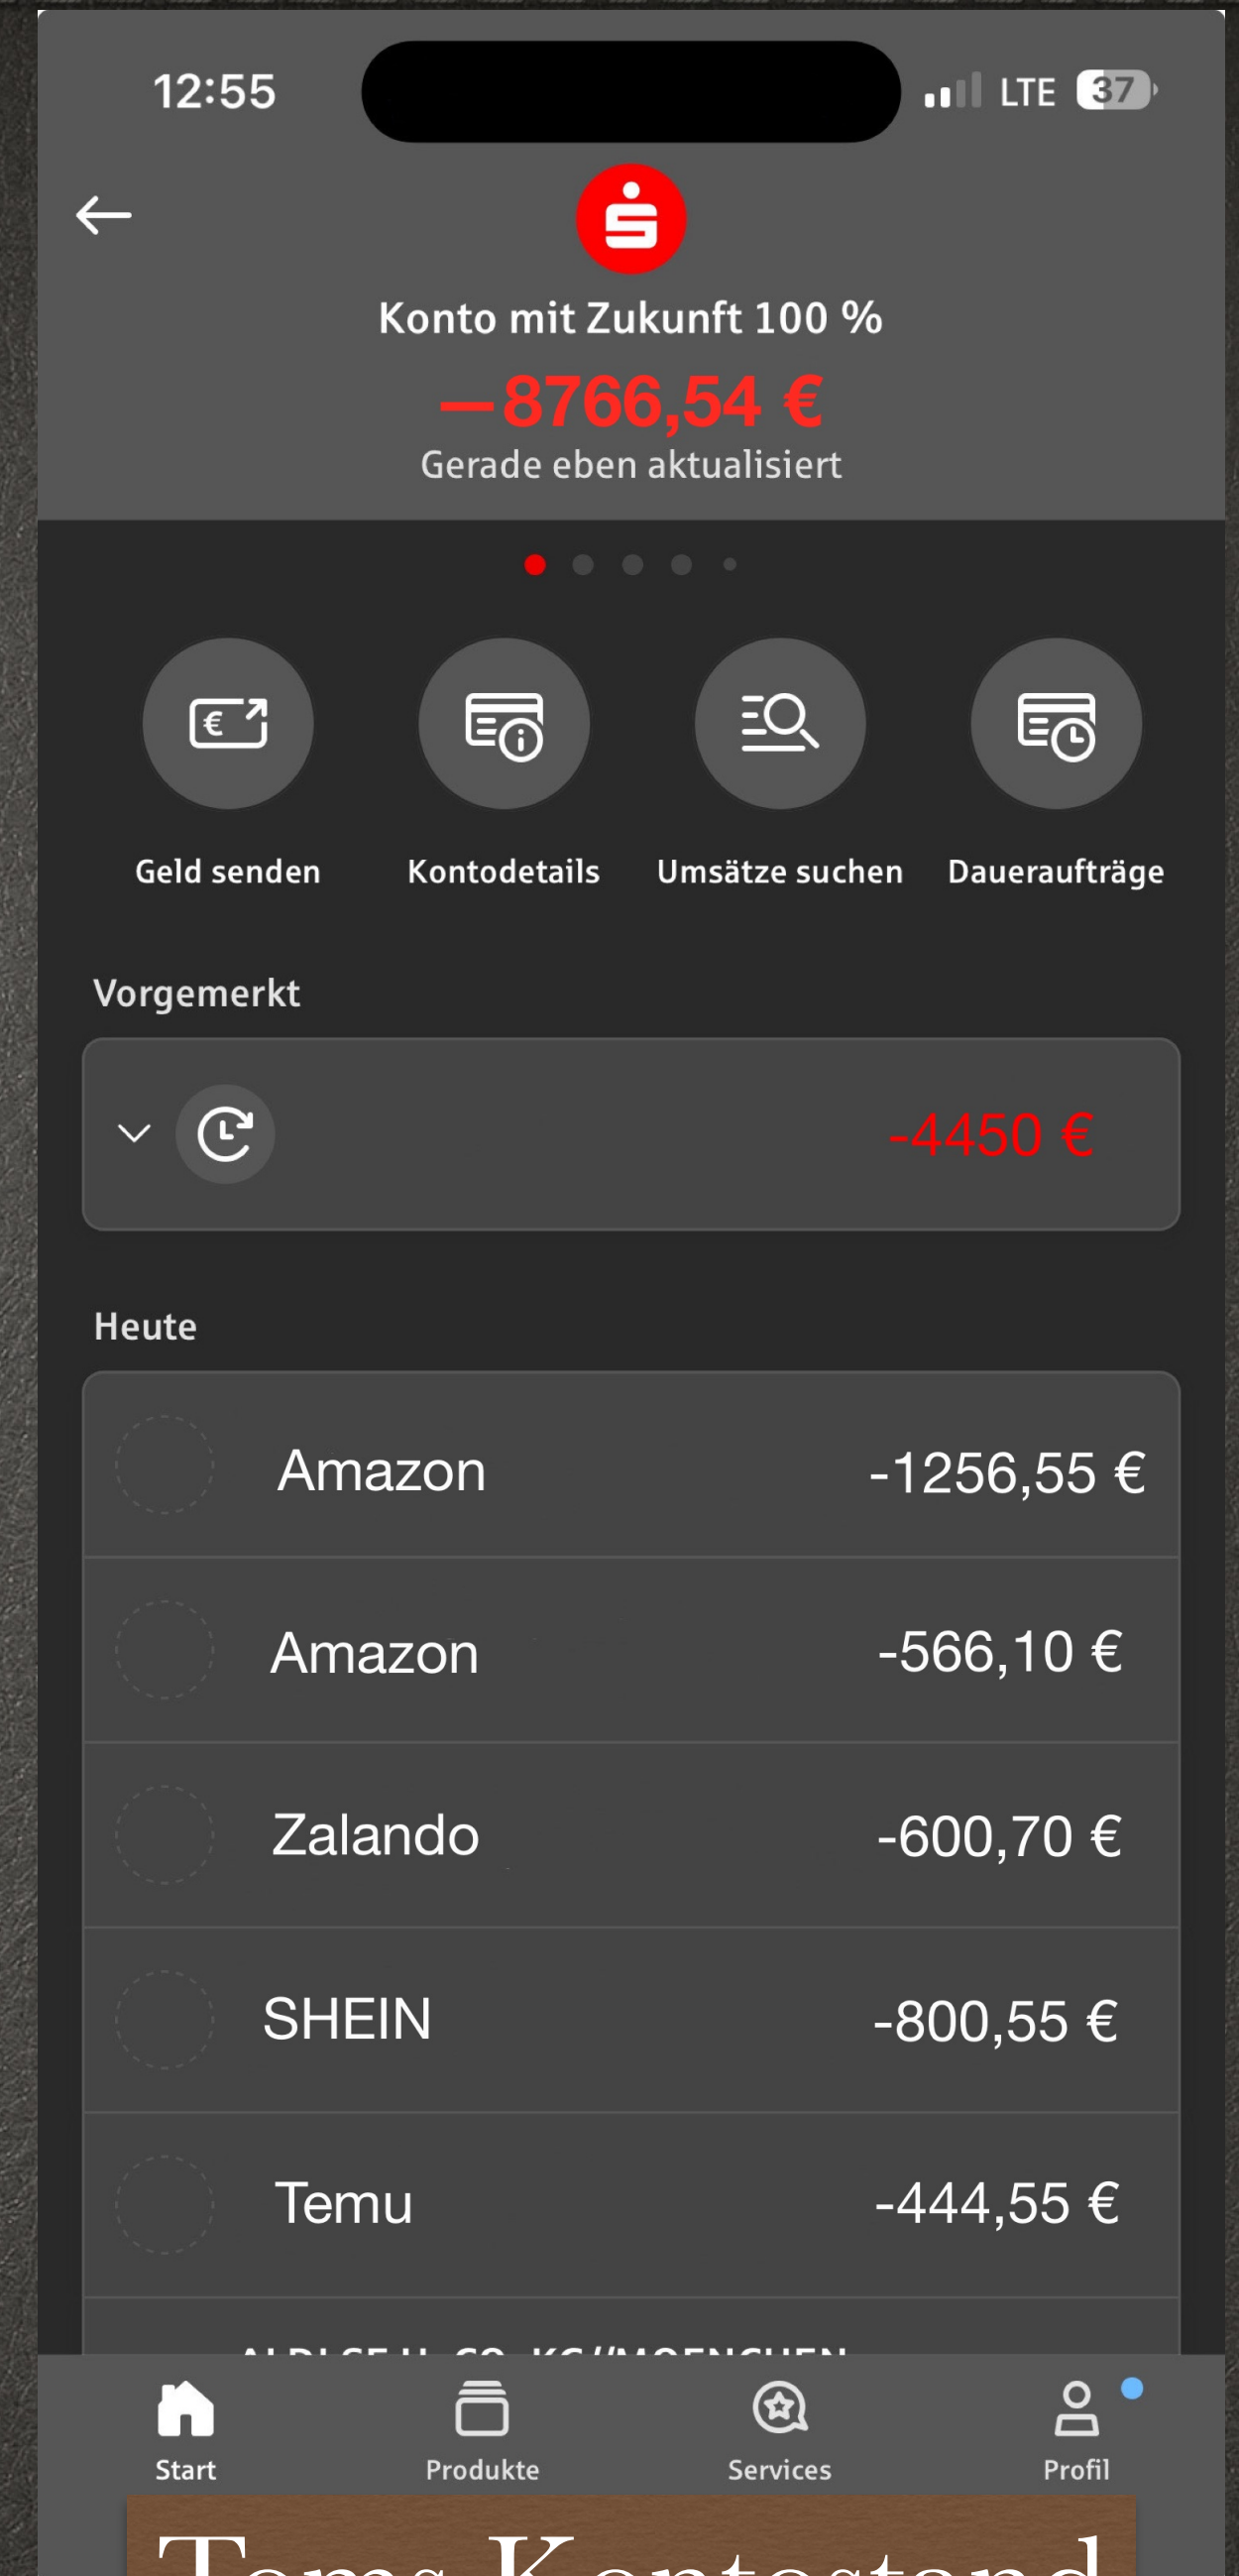 12:55 LTE 37
Konto mit Zukunft 100 %
−8766,54 €
Gerade eben aktualisiert
Geld senden Kontodetails Umsätze suchen Daueraufträge
Vorgemerkt
-4450 €
Heute
Amazon -1256,55 €
Amazon -566,10 €
Zalando -600,70 €
SHEIN -800,55 €
Temu -444,55 €
Start Produkte Services Profil
Toms Kontostand